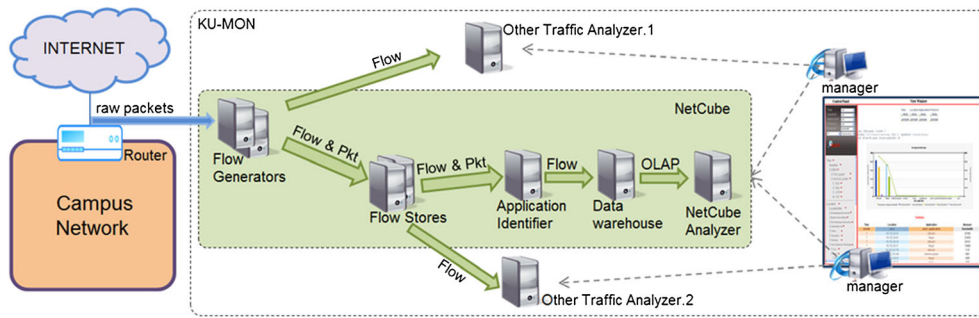 KU-MON
INTERNET
Other Traffic Analyzer.1
Flow
manager
raw packets
NetCube
Router
Flow
Generators
Flow & Pkt
Flow & Pkt
Flow
OLAP
Campus
Network
Flow Stores
Application
Identifier
Data
warehouse
NetCube
Analyzer
Flow
Other Traffic Analyzer.2
manager